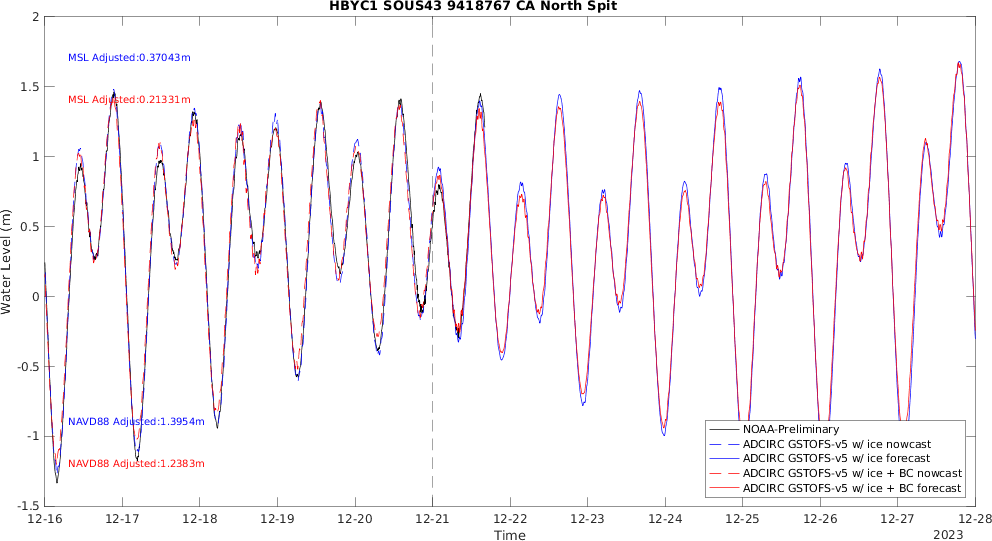 HBYC1 SOUS43 9418767 CA North Spit
2
1.5
1
0.5
0
-0.5
-1
-1.5
Water Level (m)
MSL Adjusted:0.37043m
MSL Adjusted:0.21331m
NAVD88 Adjusted:1.3954m
NAVD88 Adjusted:1.2383m
NOAA-Preliminary
ADCIRC GSTOFS-v5 w/ ice nowcast
ADCIRC GSTOFS-v5 w/ ice forecast
ADCIRC GSTOFS-v5 w/ ice + BC nowcast
ADCIRC GSTOFS-v5 w/ ice + BC forecast
12-16 12-17 12-18 12-19 12-20 12-21 12-22 12-23 12-24 12-25 12-26 12-27 12-28
Time
2023